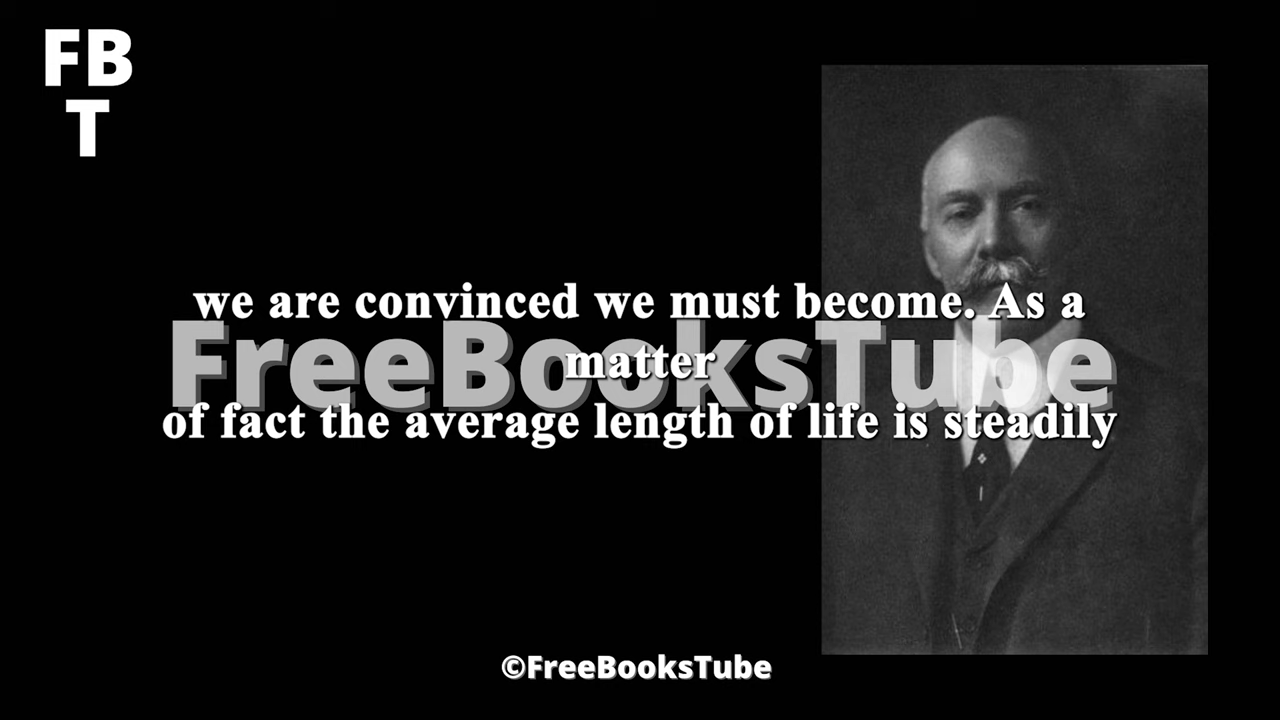 FB
T
we are convinced we must become. As a
matter
FreeBooksTube
of fact the average length of life is steadily
©FreeBooksTube